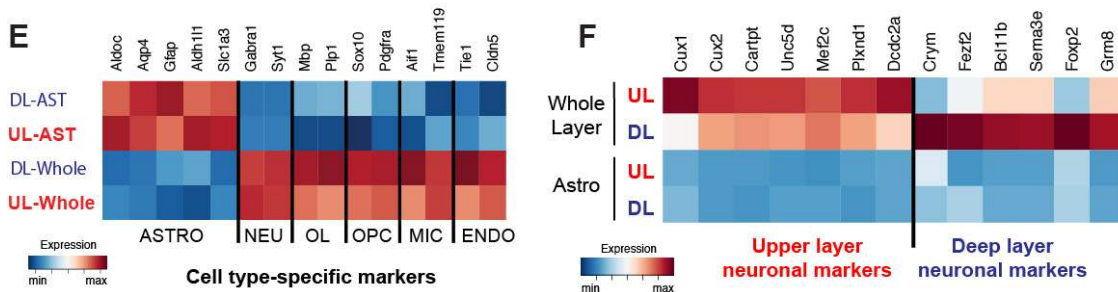 E
Aldoc Aqp4 Gfap Aldh1l1 Slc1a3 Gabra1 Syt1 Mbp Plp1 Sox10 Pdgfra Aif1 Tmem119 Tie1 Cldn5
DL-AST
UL-AST
DL-Whole
UL-Whole
ASTRO NEU OL OPC MIC ENDO
Expression
min max
Cell type-specific markers
F
Cux1 Cux2 Cartpt Unc5d Mef2c Plxnd1 Dcdc2a Crym Fezf2 Bcl11b Sema3e Foxp2 Grm8
Whole
Layer
UL
DL
Astro
UL
DL
Expression
min max
Upper layer
neuronal markers
Deep layer
neuronal markers